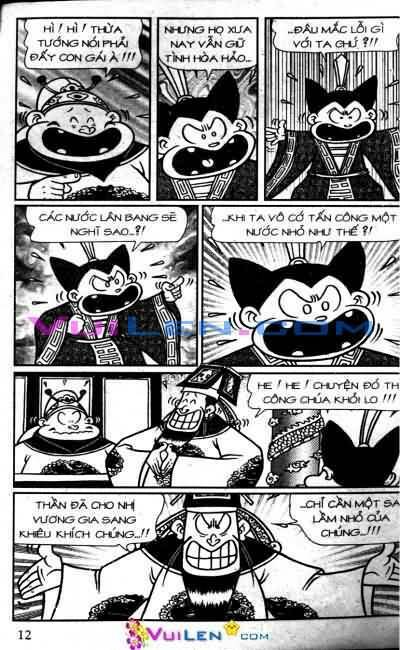 HÌ! HÌ! THỪA
TƯỚNG NÓI PHẢI
ĐẤY CON GÁI À!!!
NHƯNG HỌ XƯA
NAY VẪN GIỮ
TÌNH HÒA HẢO...
...ĐÂU MẮC LỖI GÌ
VỚI TA CHỨ?!!
CÁC NƯỚC LÂN BANG SẼ
NGHĨ SAO...?!
...KHI TA VÔ CỚ TẤN CÔNG MỘT
NƯỚC NHỎ NHƯ THẾ?!
VUILEN.COM
HE! HE! CHUYỆN ĐÓ TH
CÔNG CHÚA KHỎI LO!!!
THẦN ĐÃ CHO NHỊ
VƯƠNG GIA SANG
KHIÊU KHÍCH CHÚNG...!!
...CHỈ CẦN MỘT SA
LẦM NHỎ CỦA
CHÚNG...!!!
12
VUILEN.COM